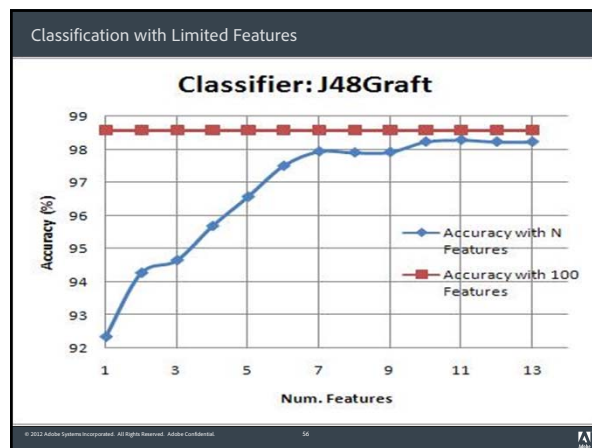 Classification with Limited Features
Classifier: J48Graft
99
98
97
96
95
94
93
92
Accuracy (%)
Accuracy with N
Features
Accuracy with 100
Features
1 3 5 7 9 11 13
Num. Features
© 2012 Adobe Systems Incorporated. All Rights Reserved. Adobe Confidential.
56
Adobe